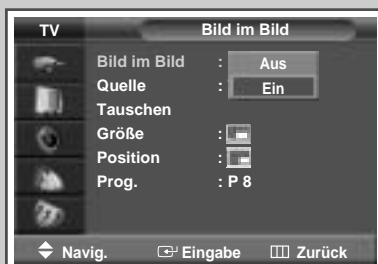 TV Bild im Bild
Bild im Bild : Aus
Quelle : Ein
Tauschen
Größe :
Position :
Prog. : P 8
Navig. Eingabe Zurück